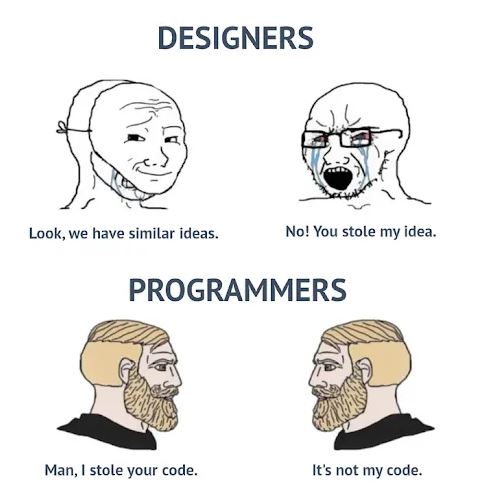 DESIGNERS
Look, we have similar ideas.
No! You stole my idea.
PROGRAMMERS
Man, I stole your code.
It's not my code.